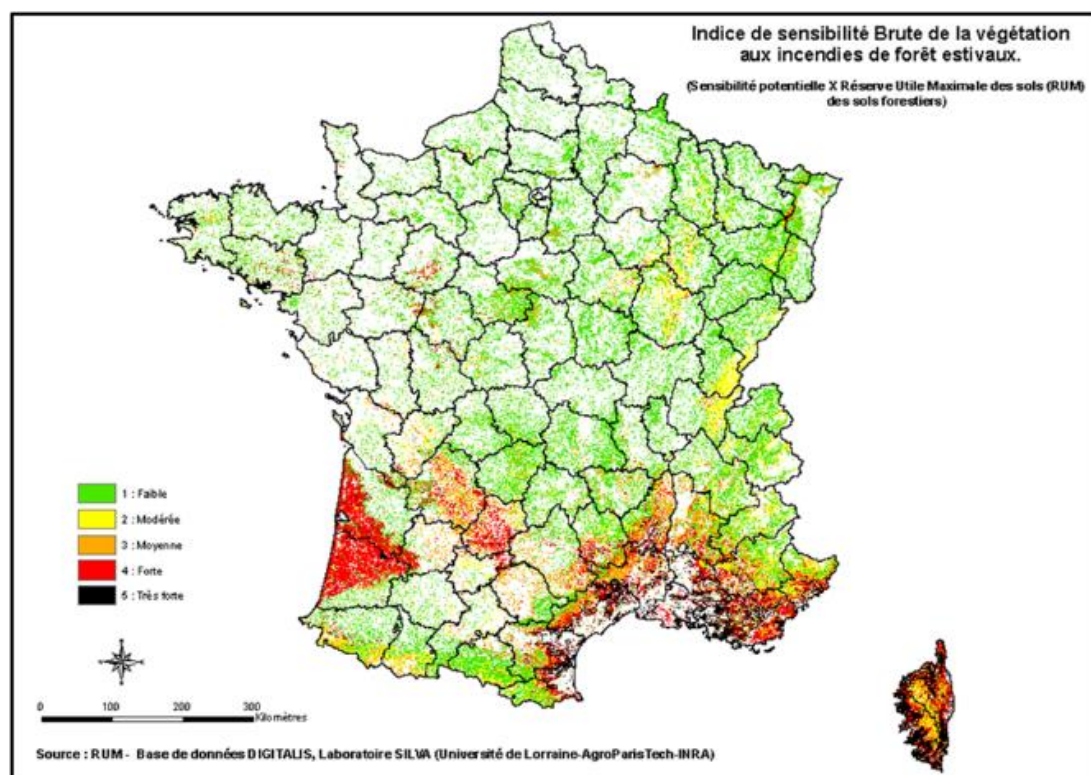 Indice de sensibilité Brute de la végétation
aux incendies de forêt estivaux.
(Sensibilité potentielle X Réserve Utile Maximale des sols (RUM)
des sols forestiers)
1 : Faible
2 : Modérée
3 : Moyenne
4 : Forte
5 : Très forte
0 100 200 300
Kilomètres
Source : RUM - Base de données DIGITALIS, Laboratoire SILVA (Université de Lorraine-AgroParisTech-INRA)